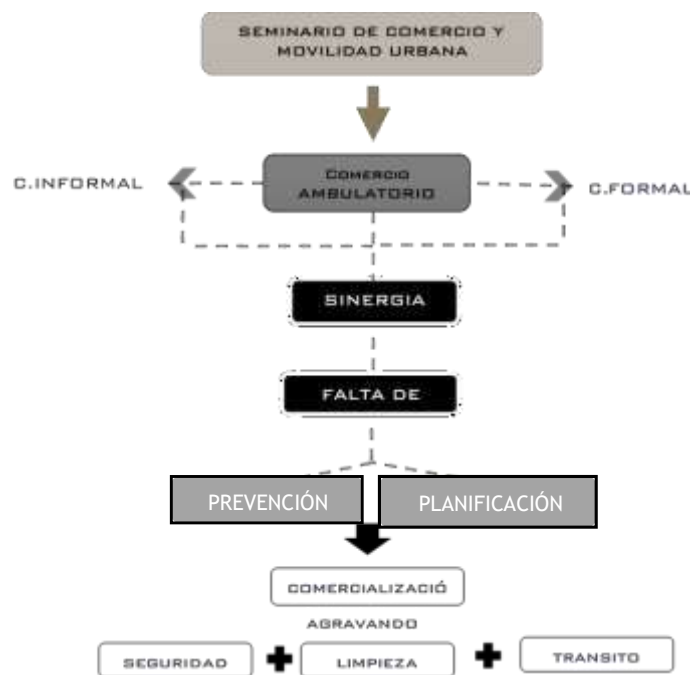 SEMINARIO DE COMERCIO Y
MOVILIDAD URBANA
COMERCIO
AMBULATORIO
C.INFORMAL
C.FORMAL
SINERGIA
FALTA DE
PREVENCIÓN
PLANIFICACIÓN
COMERCIALIZACIÓ
AGRAVANDO
SEGURIDAD
LIMPIEZA
TRANSITO